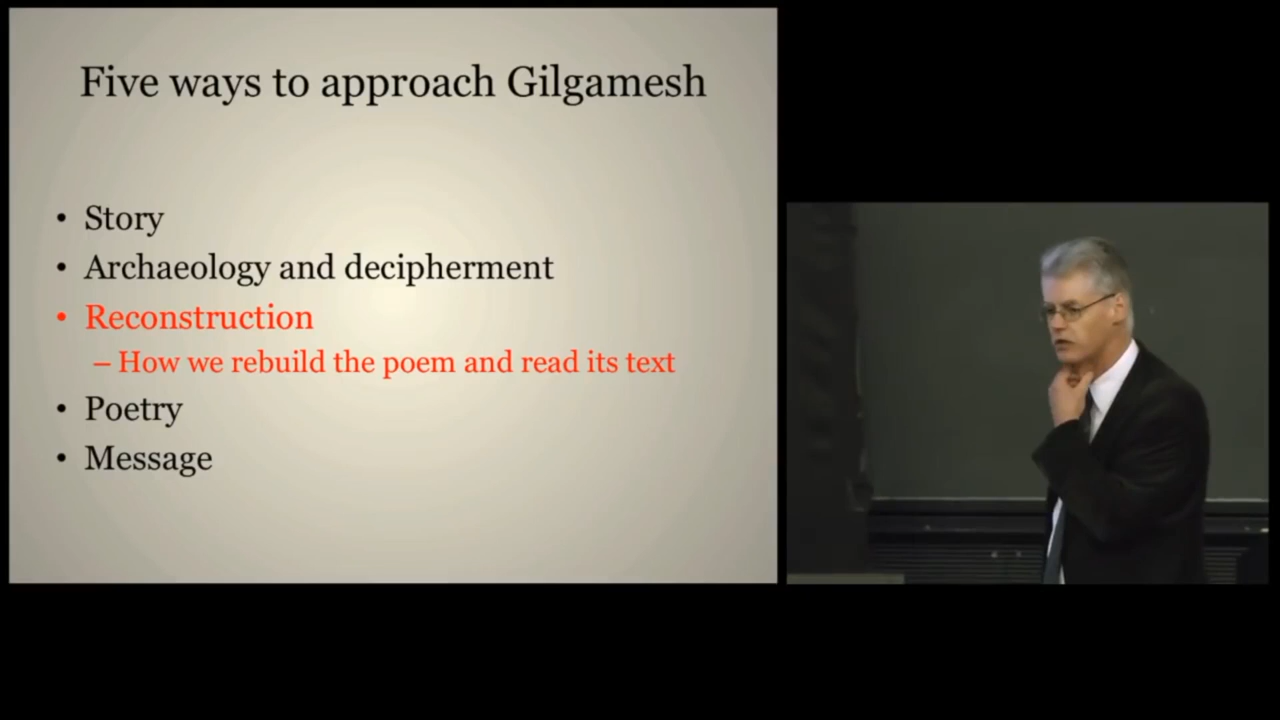 Five ways to approach Gilgamesh
• Story
• Archaeology and decipherment
• Reconstruction
– How we rebuild the poem and read its text
• Poetry
• Message